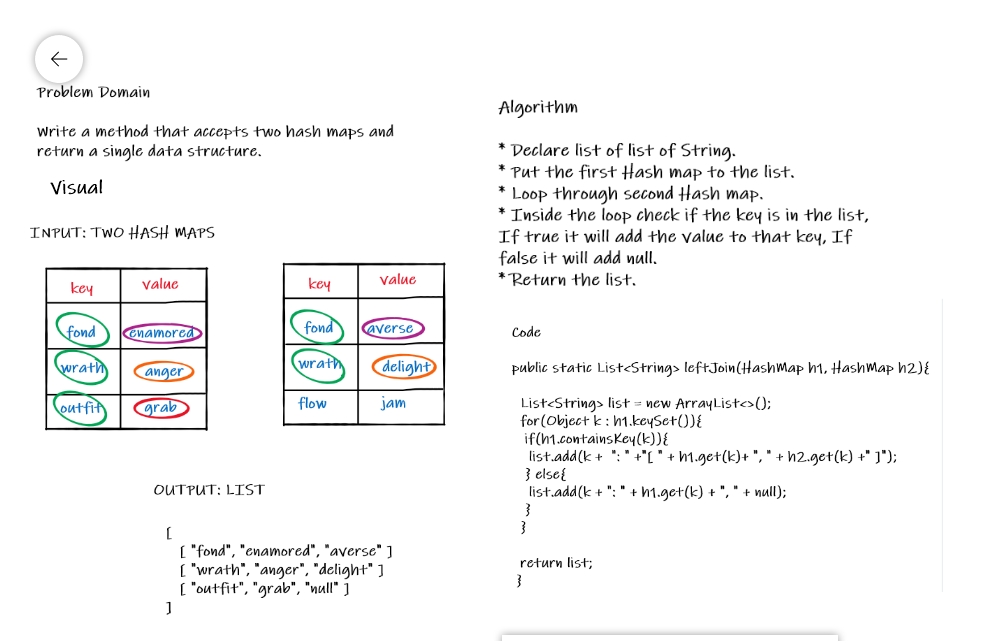 Problem Domain
Write a method that accepts two hash maps and
return a single data structure.
Visual
INPUT: TWO HASH MAPS
key value
fond enamored
wrath anger
outfit grab
key value
fond averse
wrath delight
flow jam
OUTPUT: LIST
[
[ "fond", "enamored", "averse" ]
[ "wrath", "anger", "delight" ]
[ "outfit", "grab", "null" ]
]
Algorithm
* Declare list of list of String.
* Put the first Hash map to the list.
* Loop through second Hash map.
* Inside the loop check if the key is in the list,
If true it will add the value to that key, If
false it will add null.
* Return the list.
Code
public static List<String> leftJoin(HashMap h1, HashMap h2){
List<String> list = new ArrayList<>();
for(Object k : h1.keySet()){
if(h1.containsKey(k)){
list.add(k + ": " +"[ " + h1.get(k)+ ", " + h2.get(k) +" ]");
} else{
list.add(k + ": " + h1.get(k) + ", " + null);
}
}
return list;
}